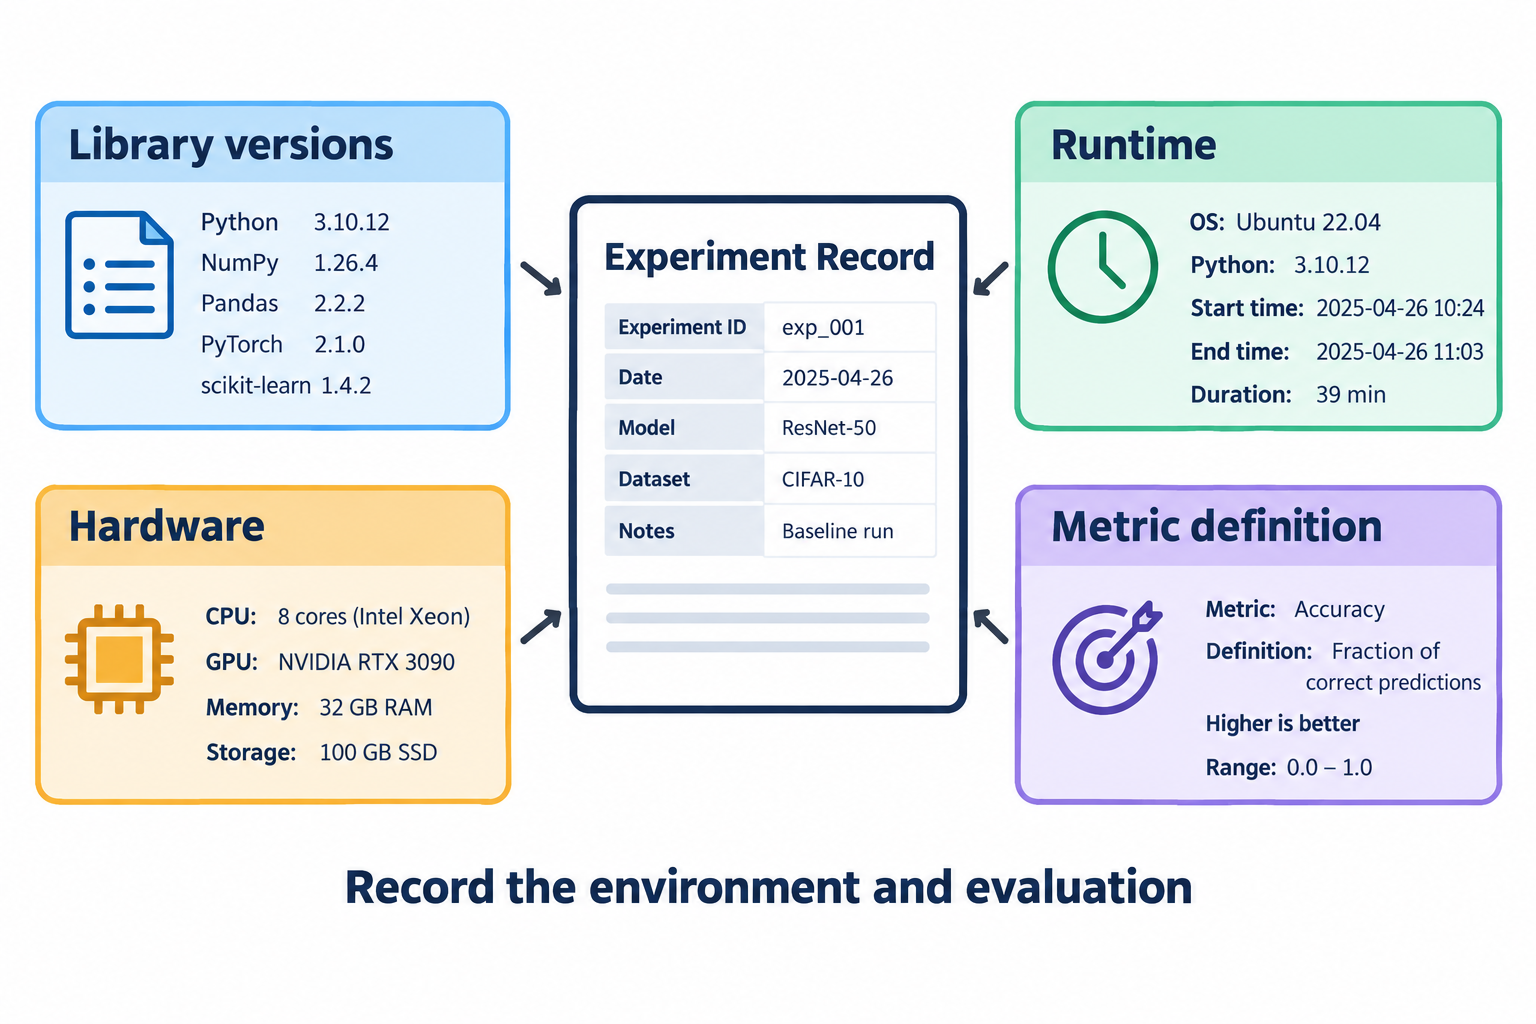 Library versions
Python 3.10.12
NumPy 1.26.4
Pandas 2.2.2
PyTorch 2.1.0
scikit-learn 1.4.2
Hardware
CPU: 8 cores (Intel Xeon)
GPU: NVIDIA RTX 3090
Memory: 32 GB RAM
Storage: 100 GB SSD
Experiment Record
Experiment ID exp_001
Date 2025-04-26
Model ResNet-50
Dataset CIFAR-10
Notes Baseline run
Runtime
OS: Ubuntu 22.04
Python: 3.10.12
Start time: 2025-04-26 10:24
End time: 2025-04-26 11:03
Duration: 39 min
Metric definition
Metric: Accuracy
Definition: Fraction of
correct predictions
Higher is better
Range: 0.0 – 1.0
Record the environment and evaluation